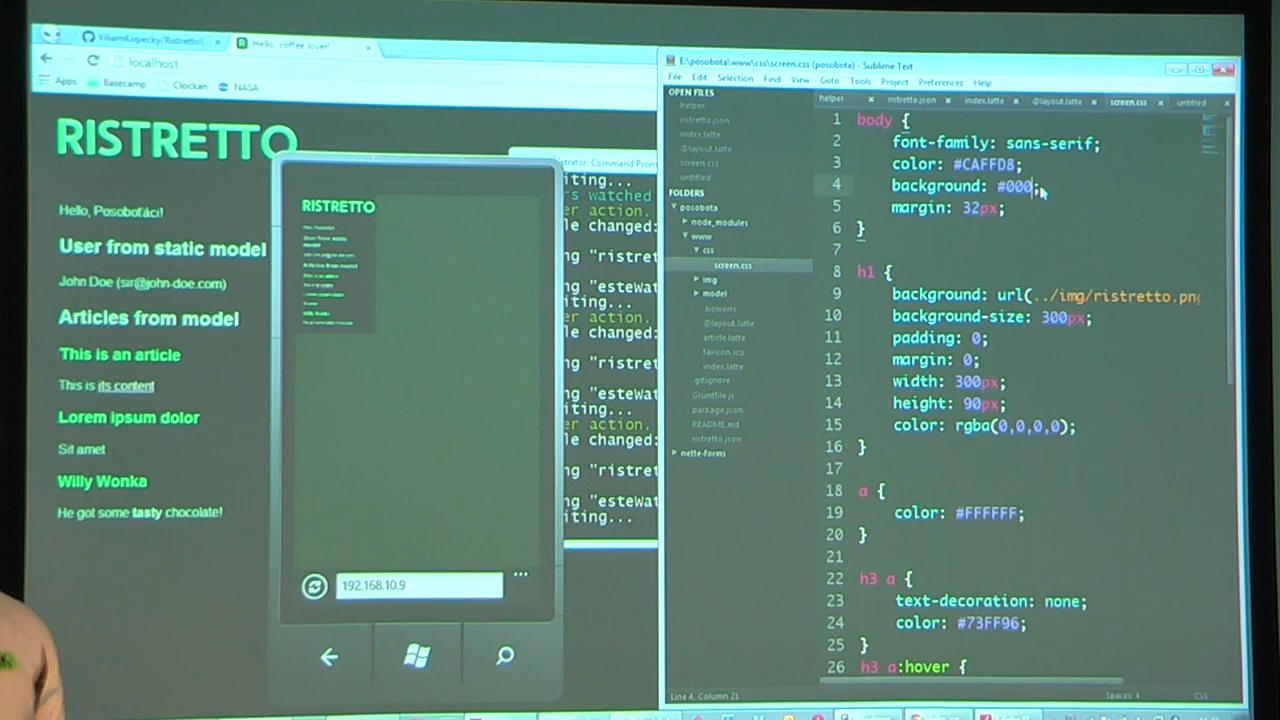 ViliamKopecky/Ristretto
Hello, coffee lover!
localhost
Apps
Basecamp
Clockan
NASA
RISTRETTO
Hello, Posoboťáci!
User from static model
John Doe (sir@john-doe.com)
Articles from model
This is an article
This is its content
Lorem ipsum dolor
Sit amet
Willy Wonka
He got some tasty chocolate!
RISTRETTO
192.168.10.9
...
Command Prom
iting...
rs watched
er action.
le changed:
ng "ristret
ng "estewat
iting...
er action.
le changed:
ng "ristret
ng "estewat
iting...
er action.
le changed:
ng "ristret
ng "estewat
iting...
E:\posobota\www\css\screen.css (posobota) - Sublime Text
File Edit Selection Find View Goto Tools Project Preferences Help
OPEN FILES
helper
ristretto.json
index.latte
@layout.latte
screen.css
untitled
FOLDERS
posobota
node_modules
www
css
screen.css
img
model
.bowerrc
@layout.latte
article.latte
favicon.ico
index.latte
.gitignore
Gruntfile.js
package.json
README.md
ristretto.json
nette-forms
helper ristretto.json index.latte @layout.latte screen.css untitled
1 body {
2 font-family: sans-serif;
3 color: #CAFFD8;
4 background: #000;
5 margin: 32px;
6 }
7
8 h1 {
9 background: url(../img/ristretto.png
10 background-size: 300px;
11 padding: 0;
12 margin: 0;
13 width: 300px;
14 height: 90px;
15 color: rgba(0,0,0,0);
16 }
17
18 a {
19 color: #FFFFFF;
20 }
21
22 h3 a {
23 text-decoration: none;
24 color: #73FF96;
25 }
26 h3 a:hover {
Line 4, Column 21
Spaces: 4
CSS